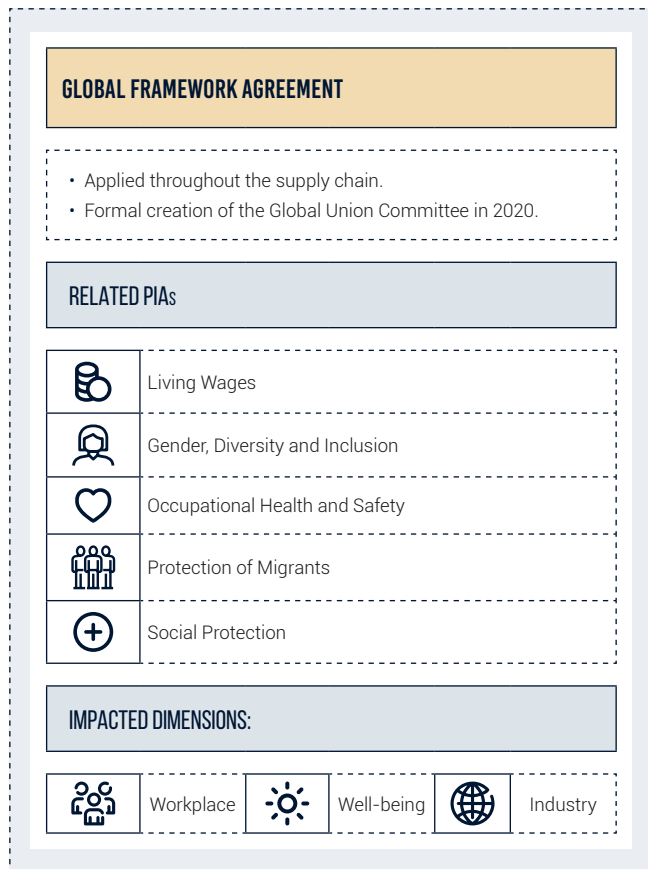 GLOBAL FRAMEWORK AGREEMENT
• Applied throughout the supply chain.
• Formal creation of the Global Union Committee in 2020.
RELATED PIAs
Living Wages
Gender, Diversity and Inclusion
Occupational Health and Safety
Protection of Migrants
Social Protection
IMPACTED DIMENSIONS:
Workplace Well-being Industry